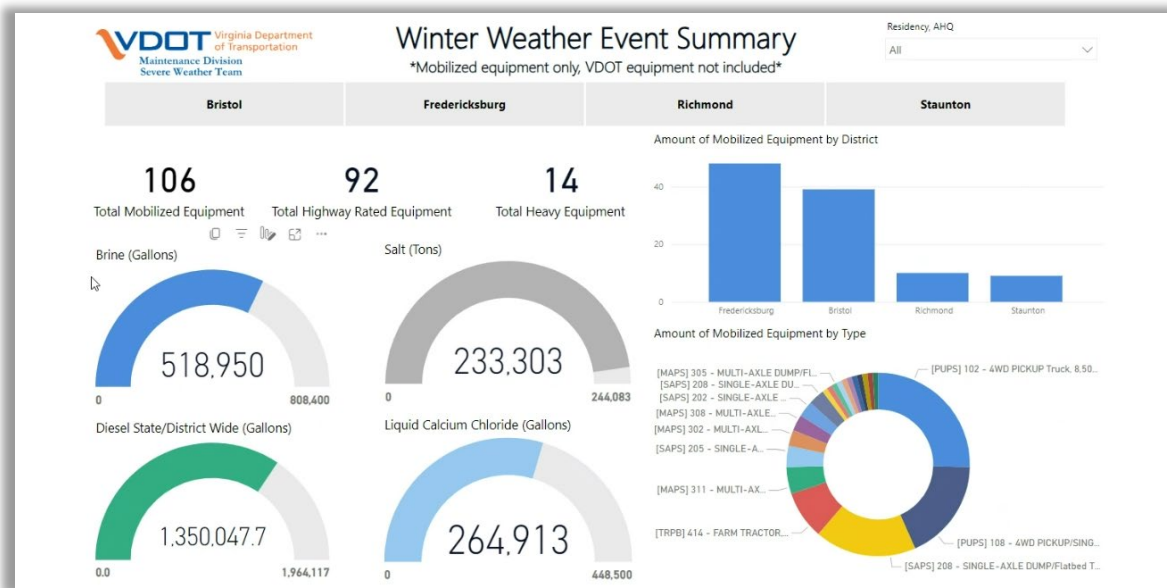 VDOT
Virginia Department
of Transportation
Maintenance Division
Severe Weather Team
Winter Weather Event Summary
*Mobilized equipment only, VDOT equipment not included*
Residency, AHQ
All
Bristol
Fredericksburg
Richmond
Staunton
106
Total Mobilized Equipment
92
Total Highway Rated Equipment
14
Total Heavy Equipment
Brine (Gallons)
518,950
0
808,400
Salt (Tons)
233,303
0
244,083
Diesel State/District Wide (Gallons)
1,350,047.7
0.0
1,964,117
Liquid Calcium Chloride (Gallons)
264,913
0
448,500
Amount of Mobilized Equipment by District
40
20
0
Fredericksburg
Bristol
Richmond
Staunton
Amount of Mobilized Equipment by Type
[MAPS] 305 - MULTI-AXLE DUMP/FL...
[SAPS] 208 - SINGLE-AXLE DU...
[SAPS] 202 - SINGLE-AXLE ...
[MAPS] 308 - MULTI-AXLE...
[MAPS] 302 - MULTI-AXL...
[SAPS] 205 - SINGLE-A...
[MAPS] 311 - MULTI-AX...
[TRPB] 414 - FARM TRACTOR...
[PUPS] 102 - 4WD PICKUP Truck, 8,50...
[PUPS] 108 - 4WD PICKUP/SING...
[SAPS] 208 - SINGLE-AXLE DUMP/Flatbed T...